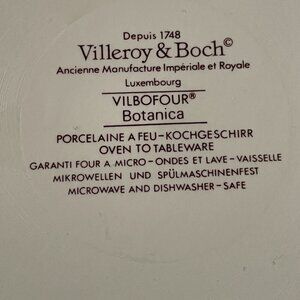 Depuis 1748
Villeroy & Boch©
Ancienne Manufacture Impériale et Royale
Luxembourg
VILBOFOUR®
Botanica
PORCELAINE A FEU–KOCHGESCHIRR
OVEN TO TABLEWARE
GARANTI FOUR A MICRO–ONDES ET LAVE–VAISSELLE
MIKROWELLEN UND SPÜLMASCHINENFEST
MICROWAVE AND DISHWASHER–SAFE